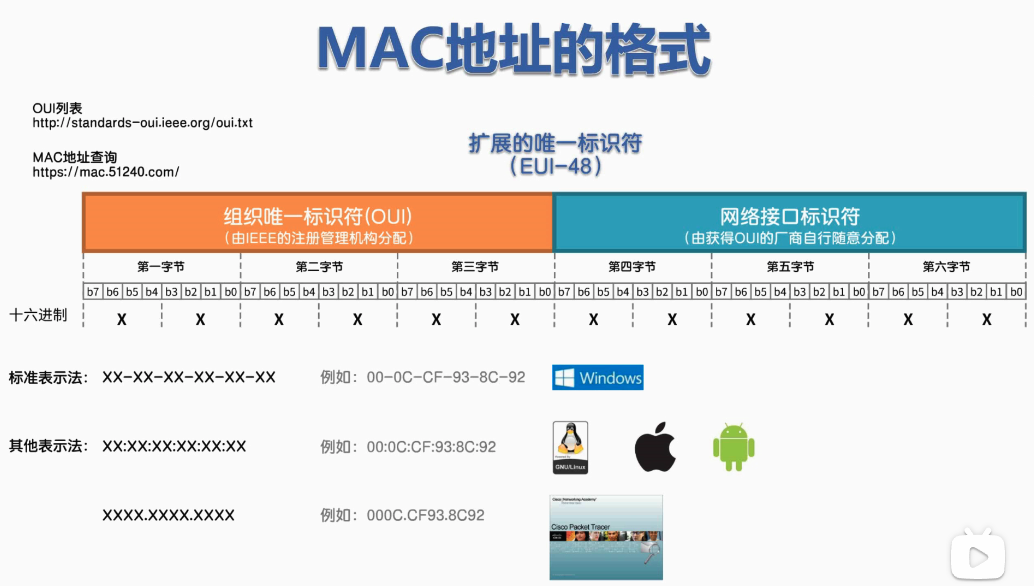 MAC地址的格式
OUI列表
http://standards-oui.ieee.org/oui.txt
MAC地址查询
https://mac.51240.com/
扩展的唯一标识符
（EUI-48）
组织唯一标识符(OUI)
（由IEEE的注册管理机构分配）
网络接口标识符
（由获得OUI的厂商自行随意分配）
第一字节 第二字节 第三字节 第四字节 第五字节 第六字节
b7 b6 b5 b4 b3 b2 b1 b0 b7 b6 b5 b4 b3 b2 b1 b0 b7 b6 b5 b4 b3 b2 b1 b0 b7 b6 b5 b4 b3 b2 b1 b0 b7 b6 b5 b4 b3 b2 b1 b0 b7 b6 b5 b4 b3 b2 b1 b0
十六进制 X X X X X X X X X X X X
标准表示法： XX-XX-XX-XX-XX-XX 例如：00-0C-CF-93-8C-92 Windows
其他表示法： XX:XX:XX:XX:XX:XX 例如：00:0C:CF:93:8C:92
GNU/Linux
XXXX.XXXX.XXXX 例如：000C.CF93.8C92
Cisco Networking Academy
Cisco Packet Tracer